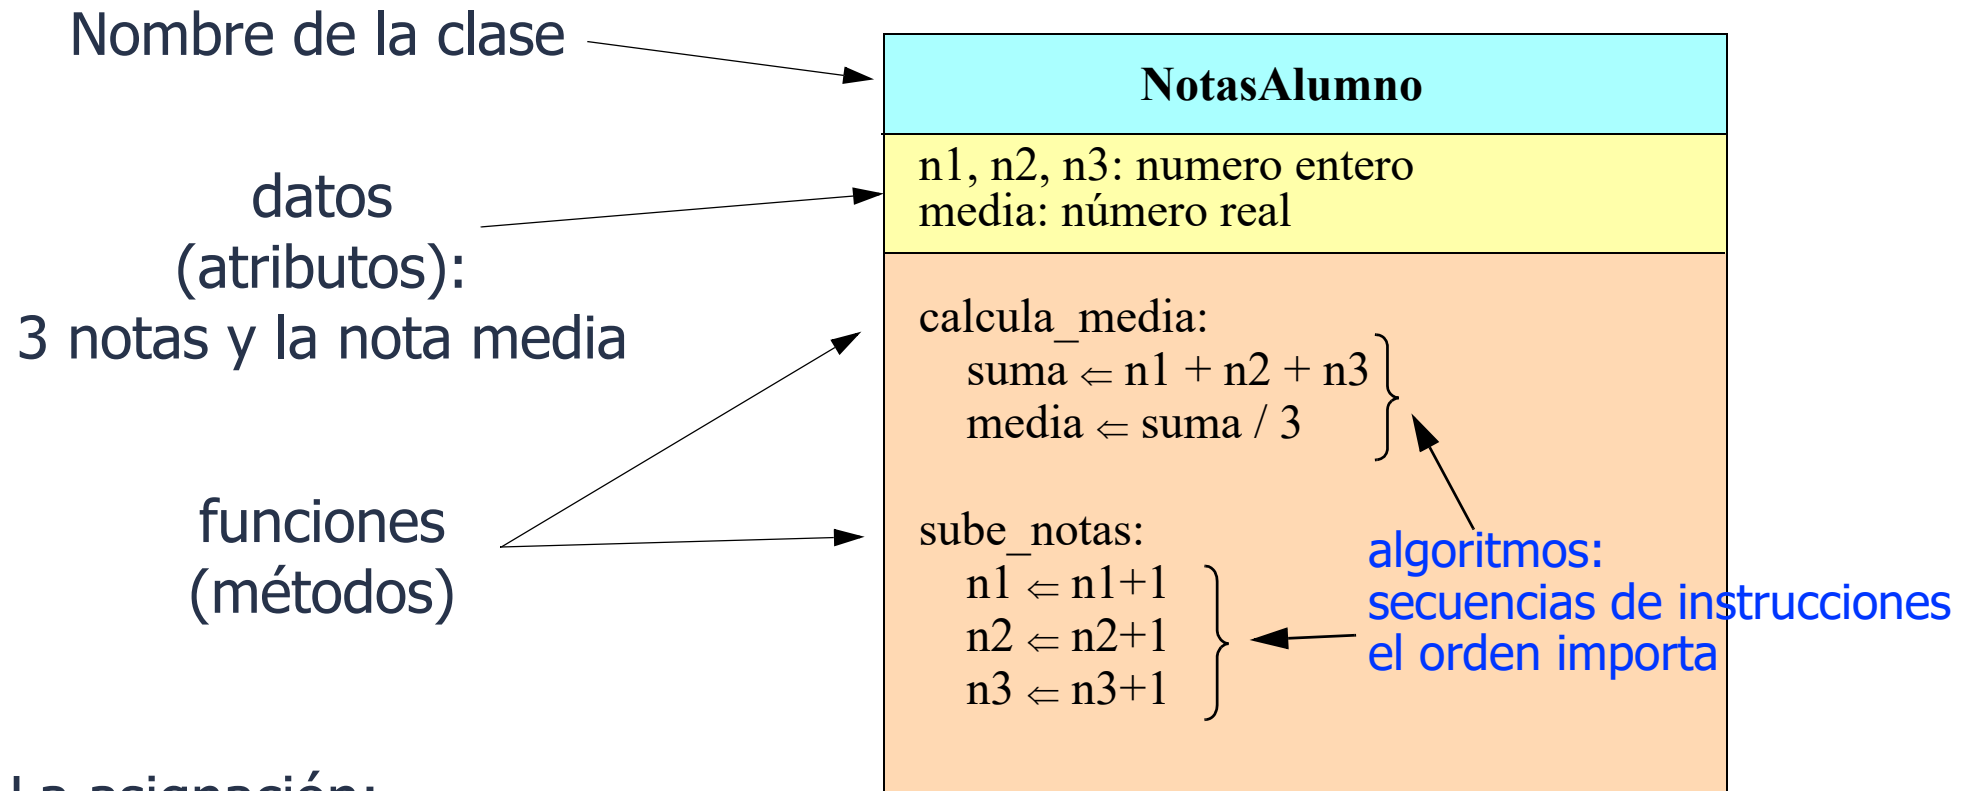 Nombre de la clase
NotasAlumno
datos
(atributos):
3 notas y la nota media
n1, n2, n3: numero entero
media: número real
funciones
(métodos)
calcula_media:
suma ⇐ n1 + n2 + n3
media ⇐ suma / 3
sube_notas:
n1 ⇐ n1+1
n2 ⇐ n2+1
n3 ⇐ n3+1
algoritmos:
secuencias de instrucciones
el orden importa
La asignación: